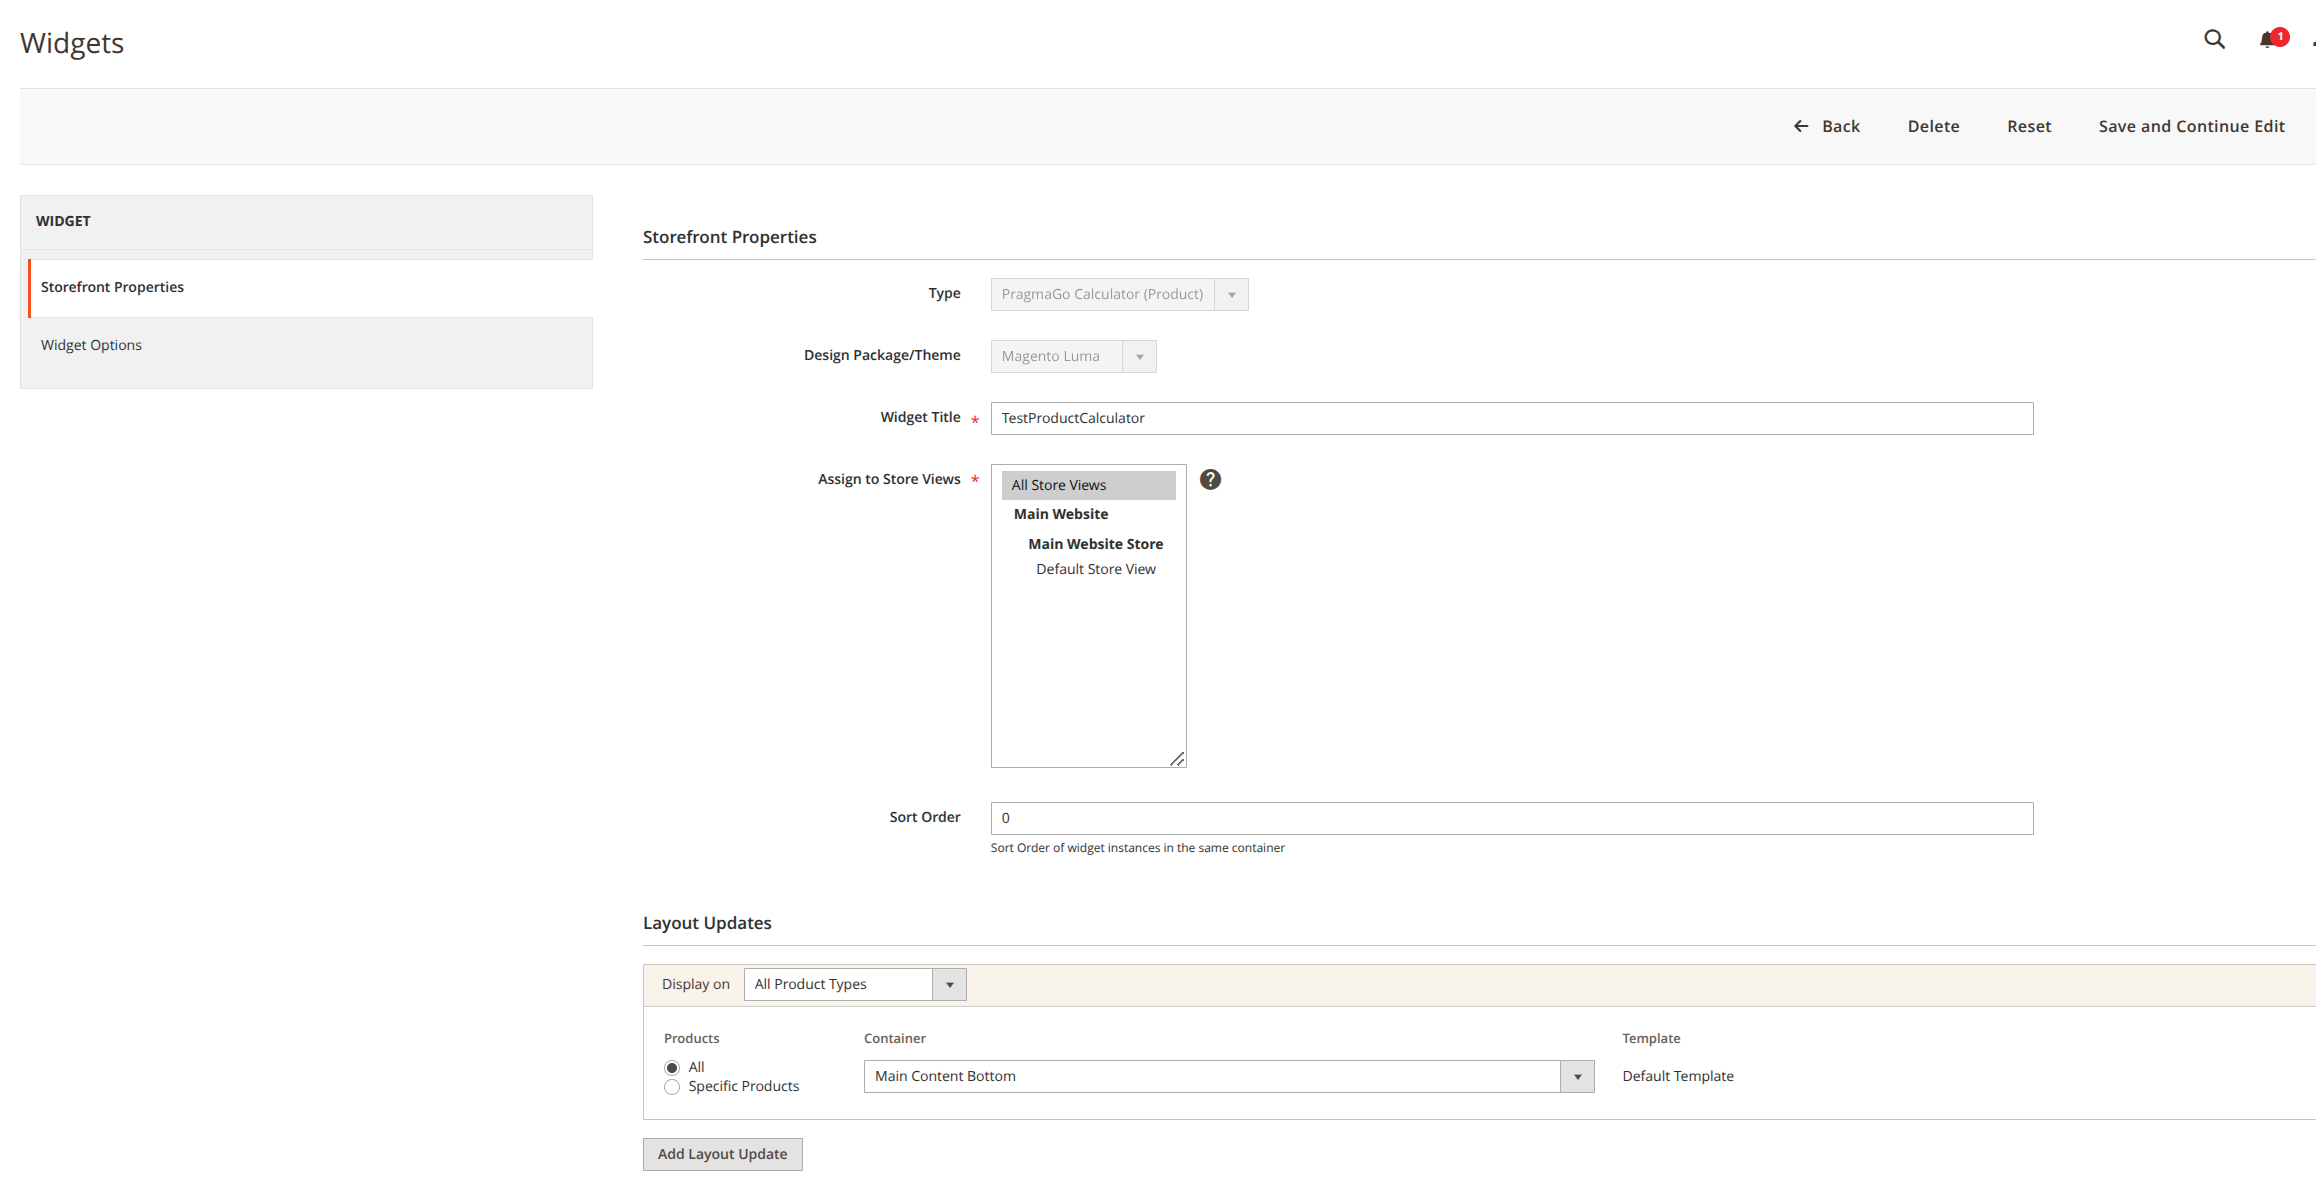 Widgets
1
Back
Delete
Reset
Save and Continue Edit
WIDGET
Storefront Properties
Widget Options
Storefront Properties
Type
PragmaGo Calculator (Product)
Design Package/Theme
Magento Luma
Widget Title *
TestProductCalculator
Assign to Store Views *
All Store Views
Main Website
Main Website Store
Default Store View
?
Sort Order
0
Sort Order of widget instances in the same container
Layout Updates
Display on
All Product Types
Products
Container
Template
All
Specific Products
Main Content Bottom
Default Template
Add Layout Update